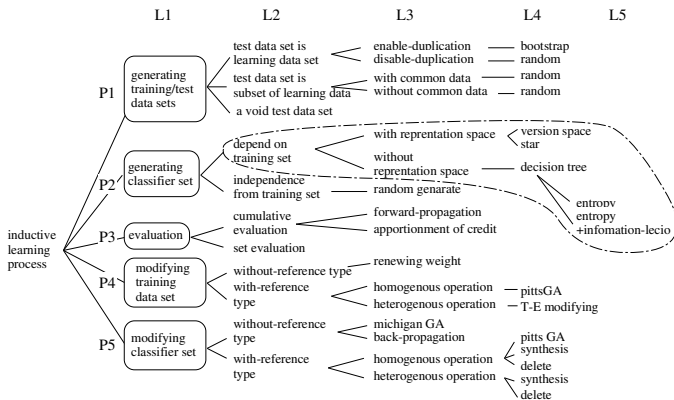 L1 L2 L3 L4 L5
P1
generating
training/test
data sets
test data set is
learning data set
enable-duplication
disable-duplication
bootstrap
random
test data set is
subset of learning data
with common data
without common data
random
random
a void test data set
P2
generating
classifier set
depend on
training set
with reprentation space
version space
star
without
reprentation space
decision tree
entropy
entropy
+infomation-lecio
independence
from training set
random genarate
inductive
learning
process
P3
evaluation
cumulative
evaluation
forward-propagation
apportionment of credit
set evaluation
P4
modifying
training
data set
without-reference type
renewing weight
with-reference
type
homogenous operation
pittsGA
heterogenous operation
T-E modifying
P5
modifying
classifier set
without-reference
type
michigan GA
back-propagation
with-reference
type
homogenous operation
pitts GA
synthesis
delete
heterogenous operation
synthesis
delete